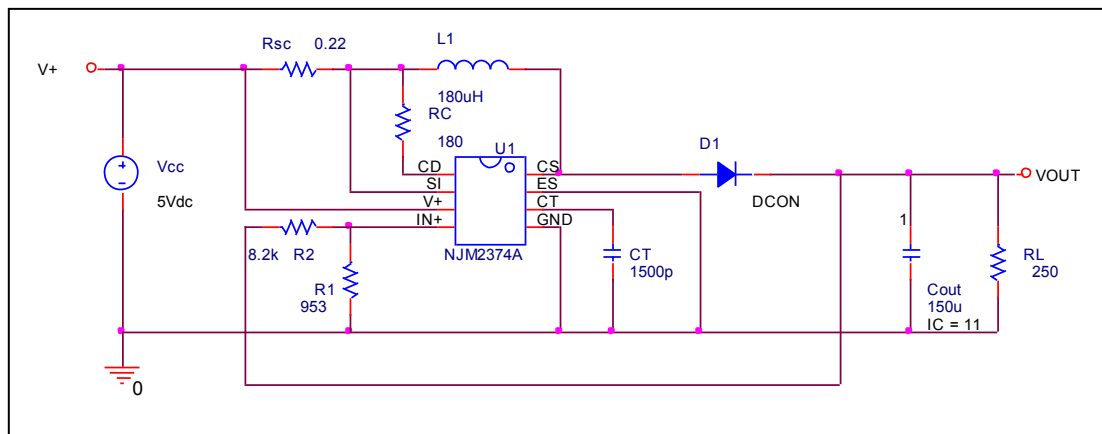 Rsc 0.22
L1
V+
180uH
RC
180
U1
D1
Vcc
CD
CS
SI
ES
VOUT
5Vdc
V+
CT
DCON
IN+
GND
1
8.2k R2
NJM2374A
CT
1500p
RL
250
R1
953
Cout
150u
IC = 11
0